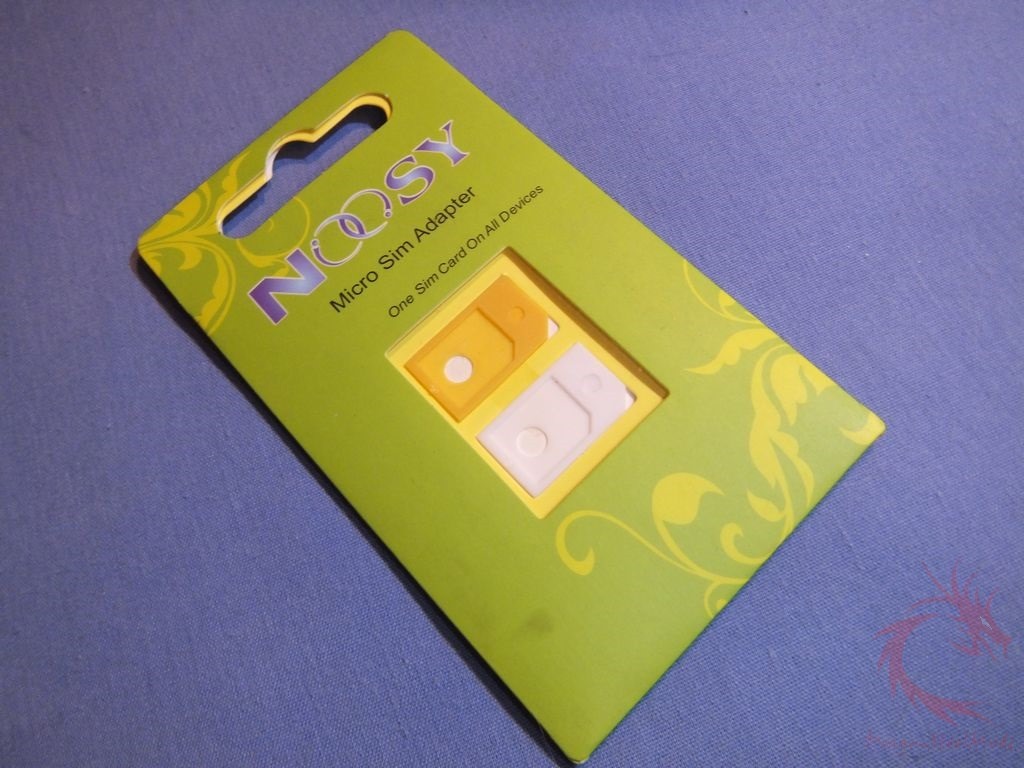 NOOSY
Micro Sim Adapter
One Sim Card On All Devices